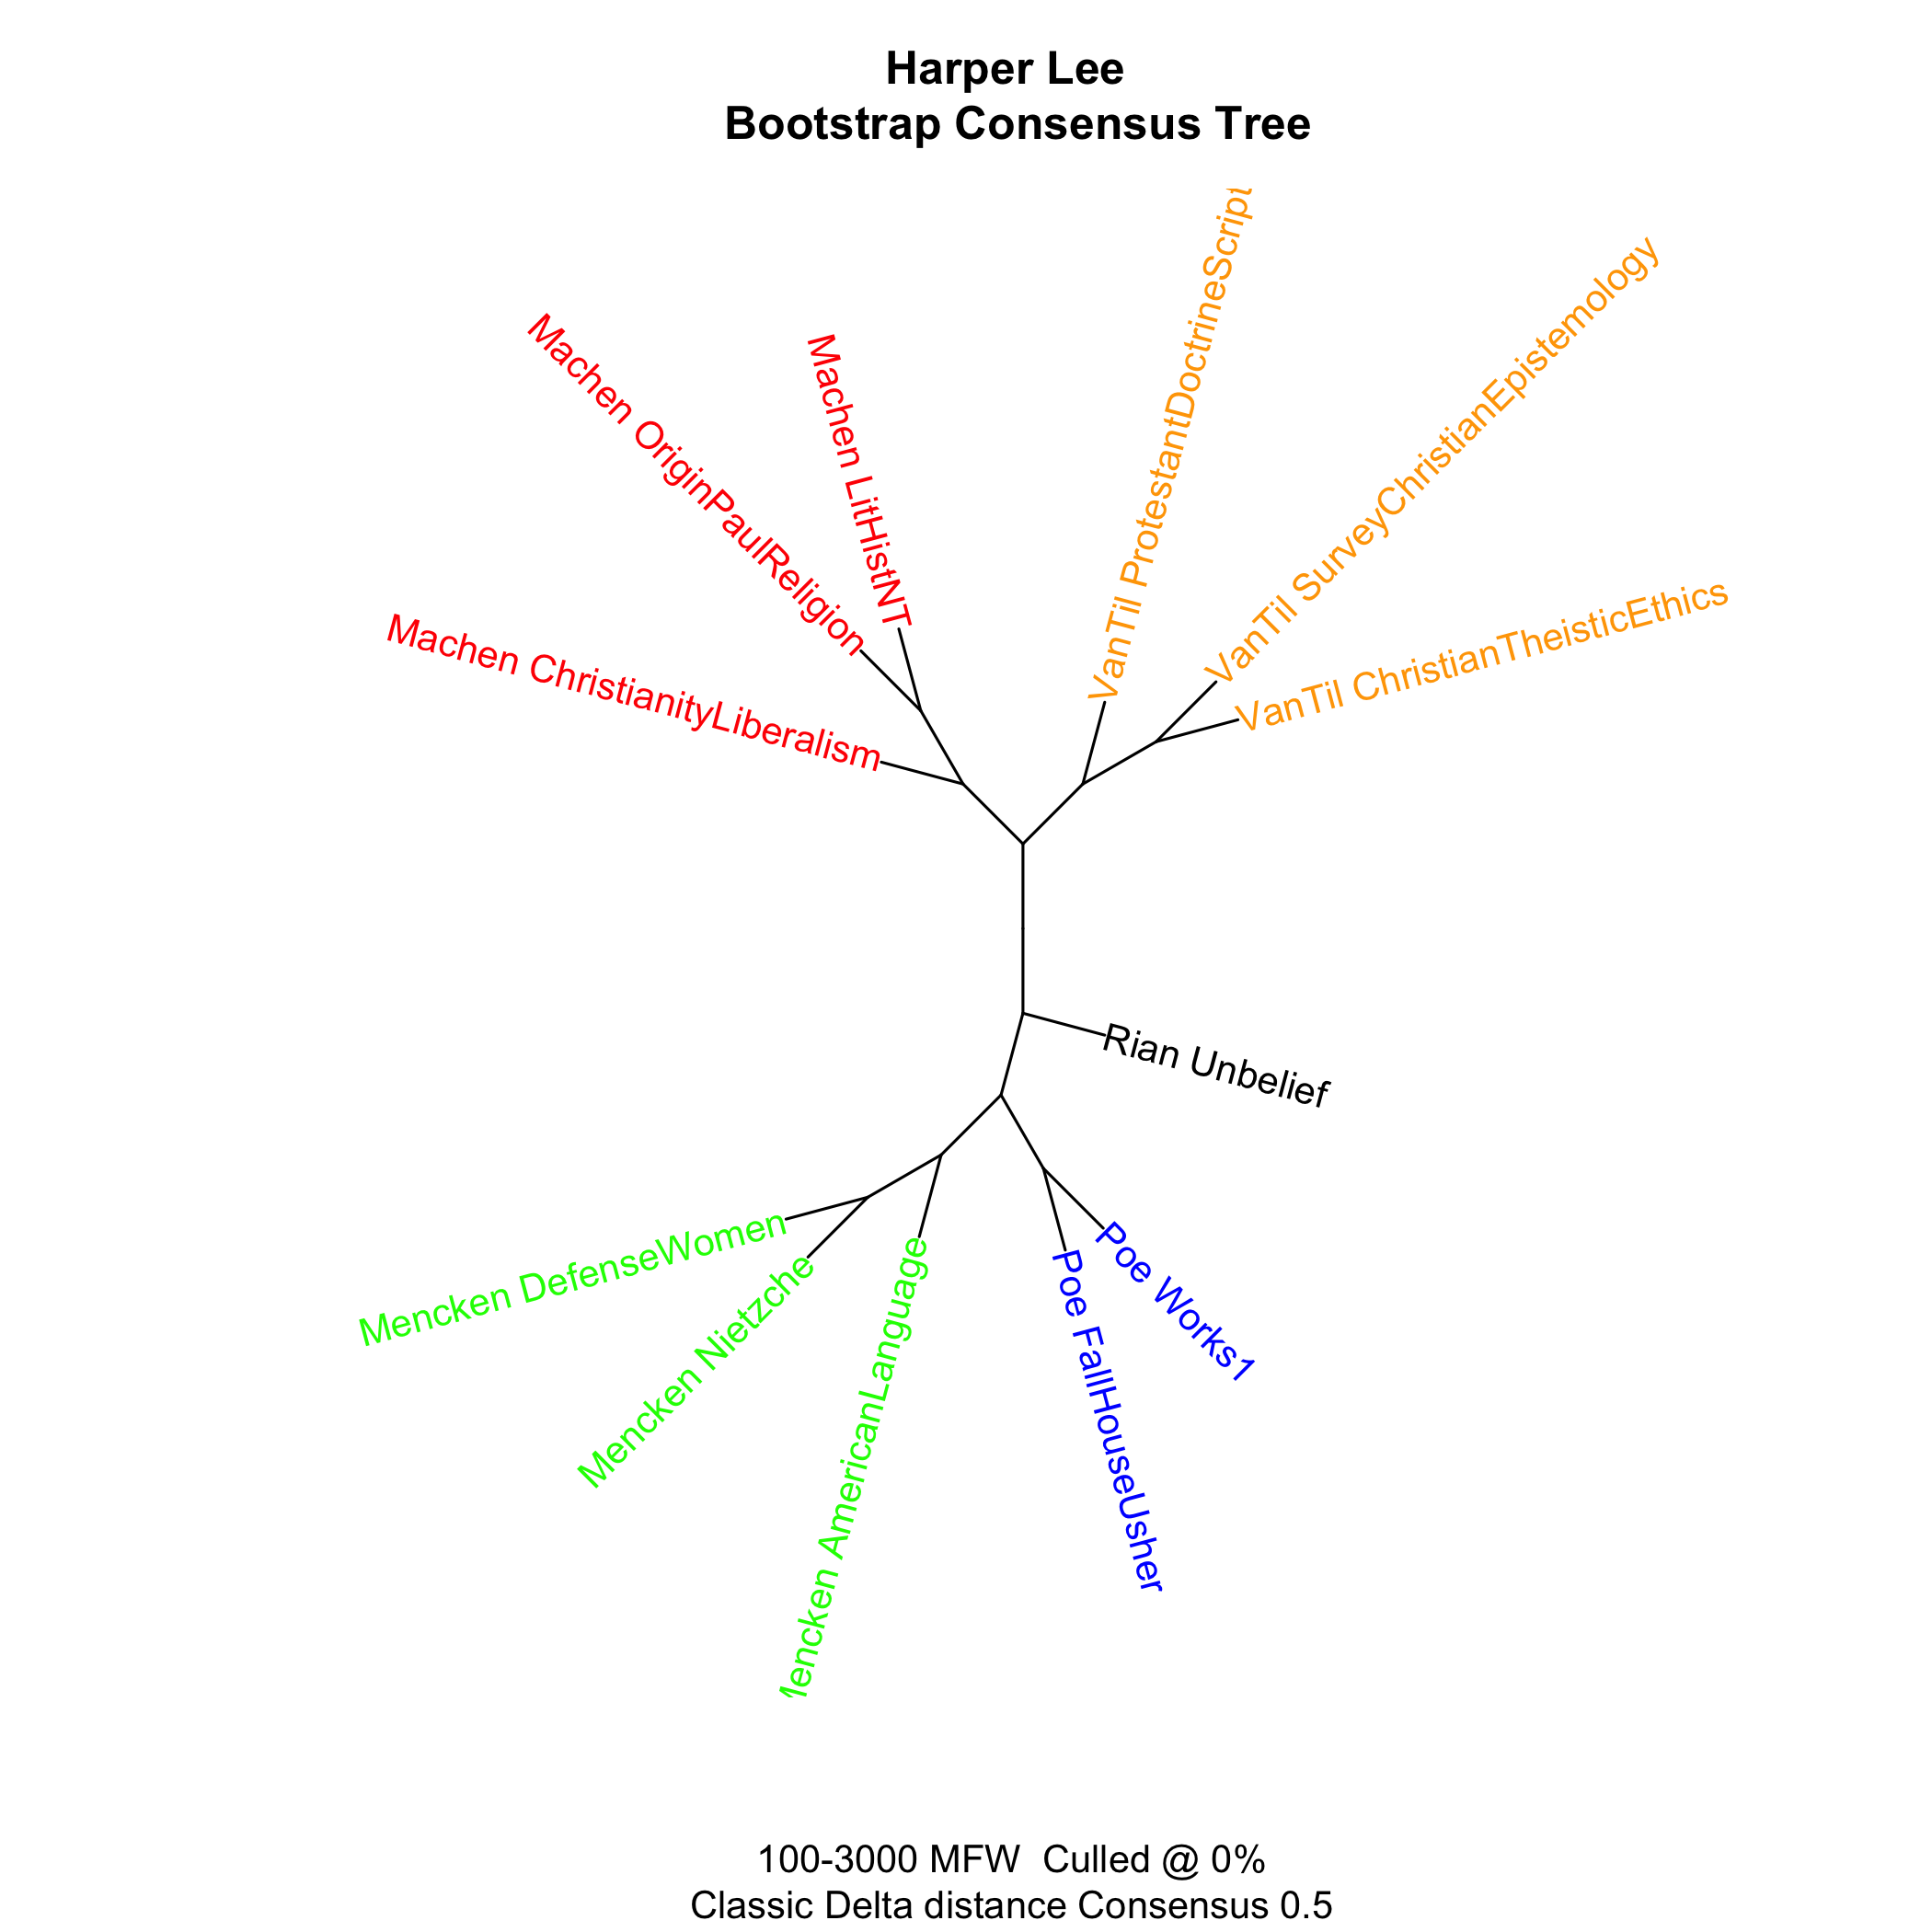 Harper Lee
Bootstrap Consensus Tree
VanTil ProtestantDoctrineScript
VanTil SurveyChristianEpistemology
Machen OriginPaulReligion
Machen LitHistNT
VanTil ChristianTheisticEthics
Machen ChristianityLiberalism
Rian Unbelief
Mencken DefenseWomen
Mencken Nietzche
Mencken AmericanLanguage
Poe Works1
Poe FallHouseUsher
100-3000 MFW Culled @ 0%
Classic Delta distance Consensus 0.5